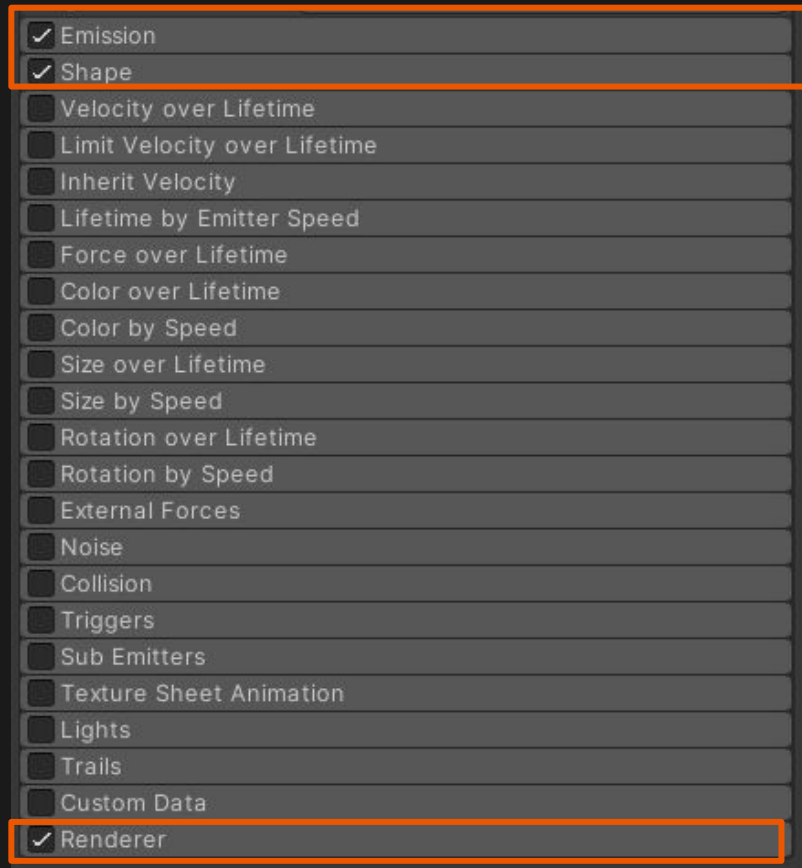 Emission
Shape
Velocity over Lifetime
Limit Velocity over Lifetime
Inherit Velocity
Lifetime by Emitter Speed
Force over Lifetime
Color over Lifetime
Color by Speed
Size over Lifetime
Size by Speed
Rotation over Lifetime
Rotation by Speed
External Forces
Noise
Collision
Triggers
Sub Emitters
Texture Sheet Animation
Lights
Trails
Custom Data
Renderer